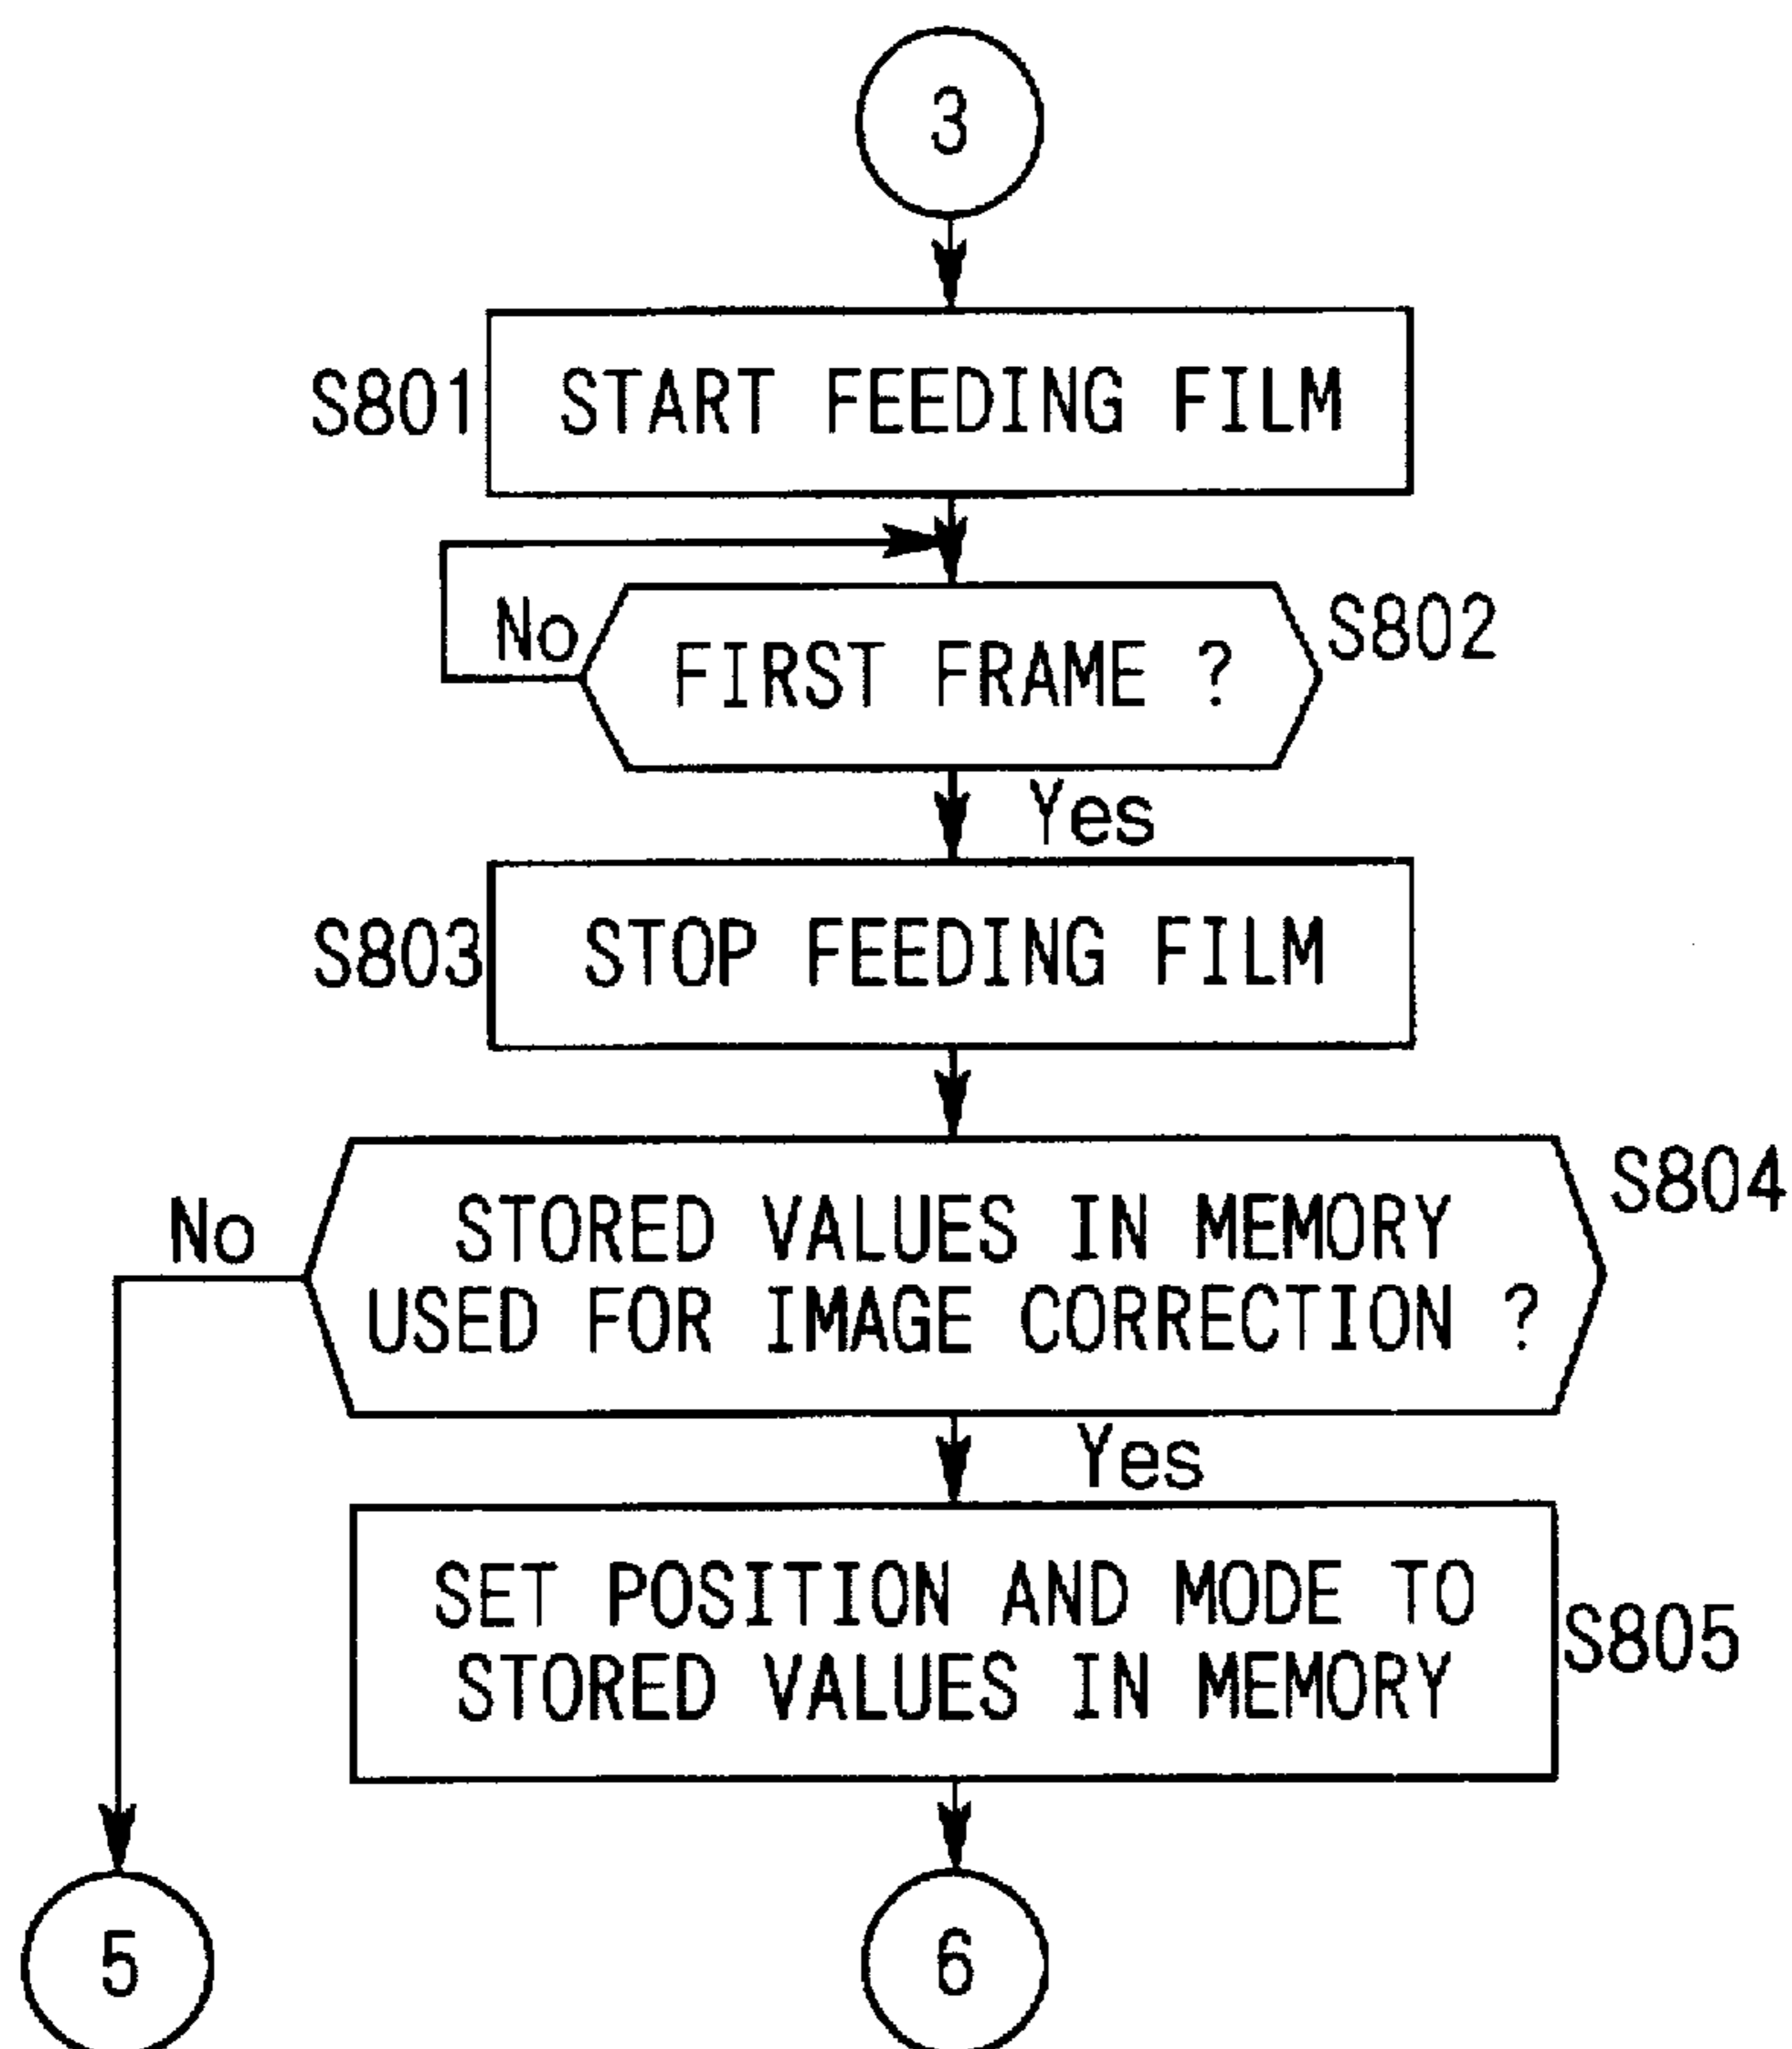 3
S801
START FEEDING FILM
No
FIRST FRAME ?
S802
Yes
S803
STOP FEEDING FILM
No
STORED VALUES IN MEMORY
USED FOR IMAGE CORRECTION ?
S804
Yes
SET POSITION AND MODE TO
STORED VALUES IN MEMORY
S805
5
6